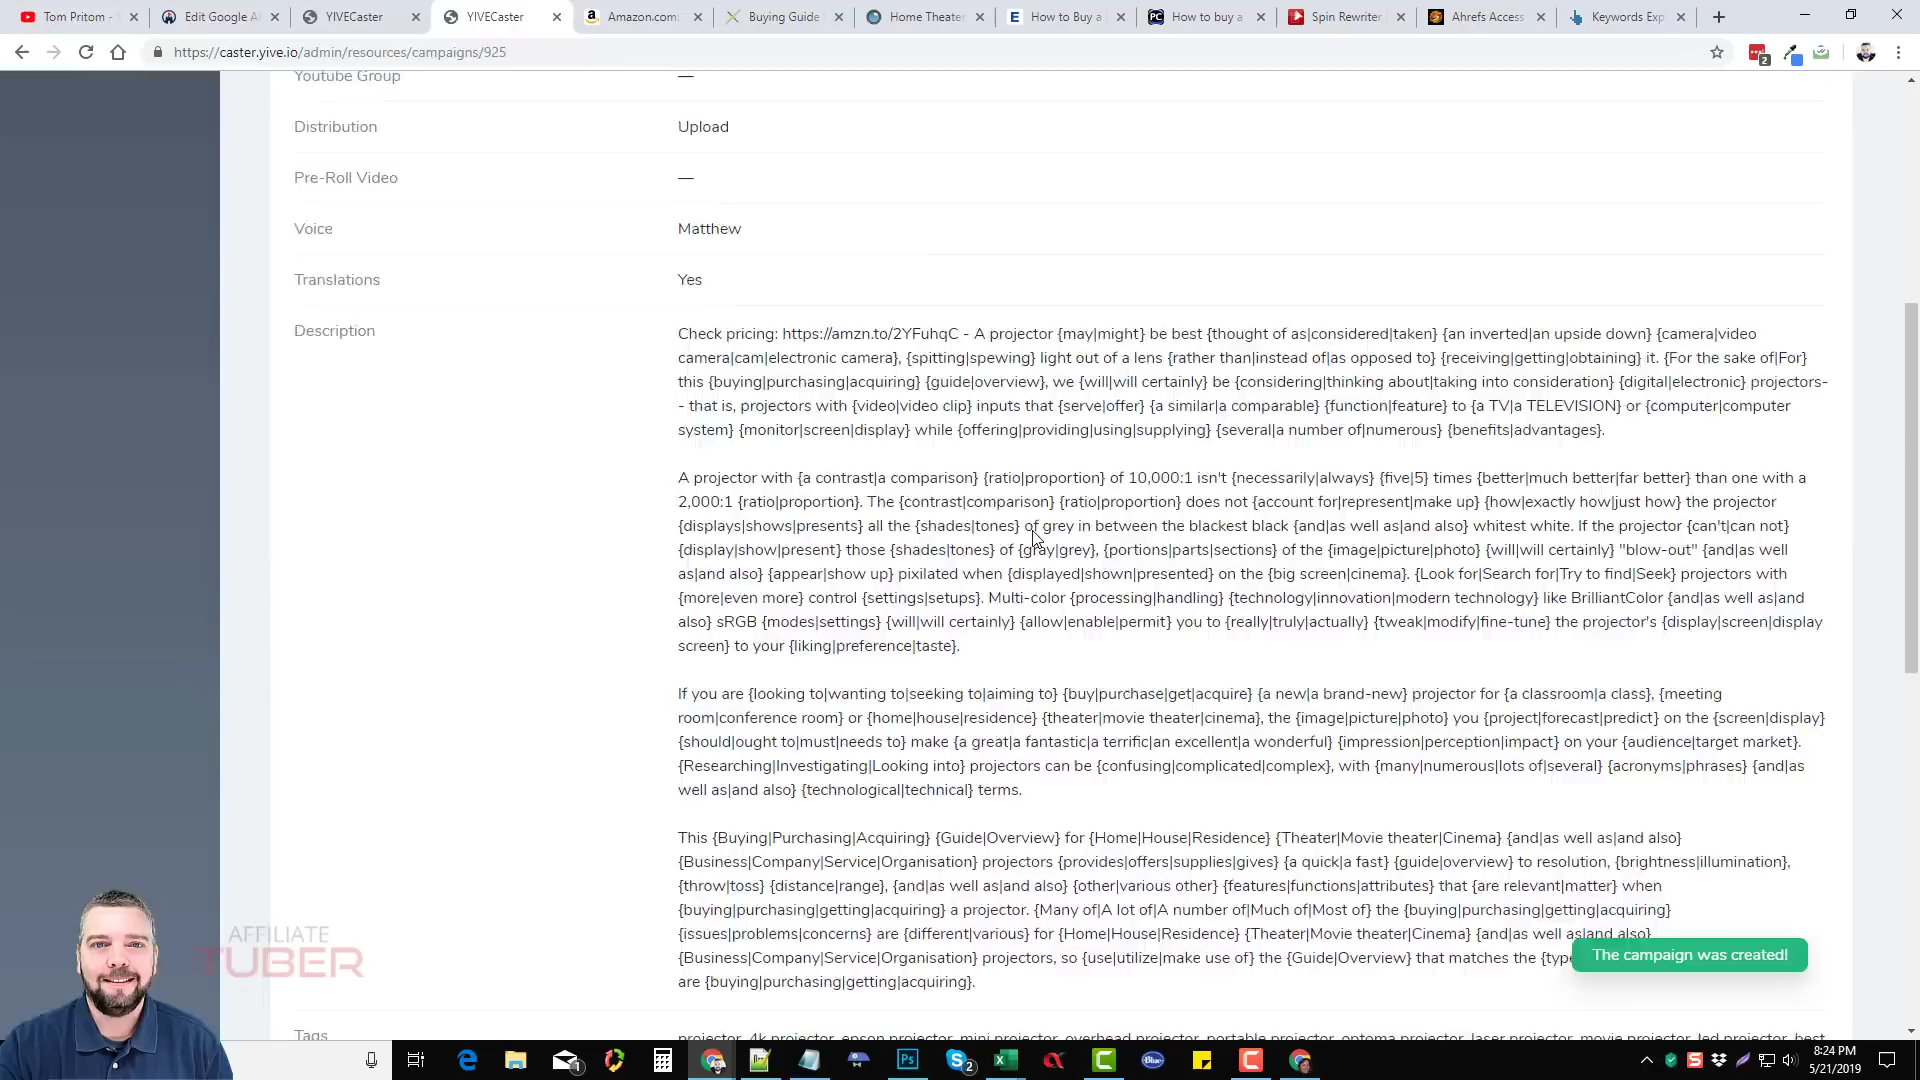 Tom Pritom -
Edit Google A
YIVECaster
YIVECaster
Amazon.com:
Buying Guide
Home Theater
How to Buy a
How to buy a
Spin Rewriter
Ahrefs Access
Keywords Exp
https://caster.yive.io/admin/resources/campaigns/925
2
Youtube Group —
Distribution Upload
Pre-Roll Video —
Voice Matthew
Translations Yes
Description
Check pricing: https://amzn.to/2YFuhqC - A projector {may|might} be best {thought of as|considered|taken} {an inverted|an upside down} {camera|video
camera|cam|electronic camera}, {spitting|spewing} light out of a lens {rather than|instead of|as opposed to} {receiving|getting|obtaining} it. {For the sake of|For}
this {buying|purchasing|acquiring} {guide|overview}, we {will|will certainly} be {considering|thinking about|taking into consideration} {digital|electronic} projectors-
- that is, projectors with {video|video clip} inputs that {serve|offer} {a similar|a comparable} {function|feature} to {a TV|a TELEVISION} or {computer|computer
system} {monitor|screen|display} while {offering|providing|using|supplying} {several|a number of|numerous} {benefits|advantages}.
A projector with {a contrast|a comparison} {ratio|proportion} of 10,000:1 isn't {necessarily|always} {five|5} times {better|much better|far better} than one with a
2,000:1 {ratio|proportion}. The {contrast|comparison} {ratio|proportion} does not {account for|represent|make up} {how|exactly how|just how} the projector
{displays|shows|presents} all the {shades|tones} of grey in between the blackest black {and|as well as|and also} whitest white. If the projector {can't|can not}
{display|show|present} those {shades|tones} of {gray|grey}, {portions|parts|sections} of the {image|picture|photo} {will|will certainly} "blow-out" {and|as well
as|and also} {appear|show up} pixilated when {displayed|shown|presented} on the {big screen|cinema}. {Look for|Search for|Try to find|Seek} projectors with
{more|even more} control {settings|setups}. Multi-color {processing|handling} {technology|innovation|modern technology} like BrilliantColor {and|as well as|and
also} sRGB {modes|settings} {will|will certainly} {allow|enable|permit} you to {really|truly|actually} {tweak|modify|fine-tune} the projector's {display|screen|display
screen} to your {liking|preference|taste}.
If you are {looking to|wanting to|seeking to|aiming to} {buy|purchase|get|acquire} {a new|a brand-new} projector for {a classroom|a class}, {meeting
room|conference room} or {home|house|residence} {theater|movie theater|cinema}, the {image|picture|photo} you {project|forecast|predict} on the {screen|display}
{should|ought to|must|needs to} make {a great|a fantastic|a terrific|an excellent|a wonderful} {impression|perception|impact} on your {audience|target market}.
{Researching|Investigating|Looking into} projectors can be {confusing|complicated|complex}, with {many|numerous|lots of|several} {acronyms|phrases} {and|as
well as|and also} {technological|technical} terms.
This {Buying|Purchasing|Acquiring} {Guide|Overview} for {Home|House|Residence} {Theater|Movie theater|Cinema} {and|as well as|and also}
{Business|Company|Service|Organisation} projectors {provides|offers|supplies|gives} {a quick|a fast} {guide|overview} to resolution, {brightness|illumination},
{throw|toss} {distance|range}, {and|as well as|and also} {other|various other} {features|functions|attributes} that {are relevant|matter} when
{buying|purchasing|getting|acquiring} a projector. {Many of|A lot of|A number of|Much of|Most of} the {buying|purchasing|getting|acquiring}
{issues|problems|concerns} are {different|various} for {Home|House|Residence} {Theater|Movie theater|Cinema} {and|as well as|and also}
{Business|Company|Service|Organisation} projectors, so {use|utilize|make use of} the {Guide|Overview} that matches the {type
are {buying|purchasing|getting|acquiring}.
The campaign was created!
Tags projector, 4k projector, epson projector, mini projector, overhead projector, portable projector, optoma projector, laser projector, movie projector, led projector, best
AFFILIATE
TUBER
8:24 PM
5/21/2019